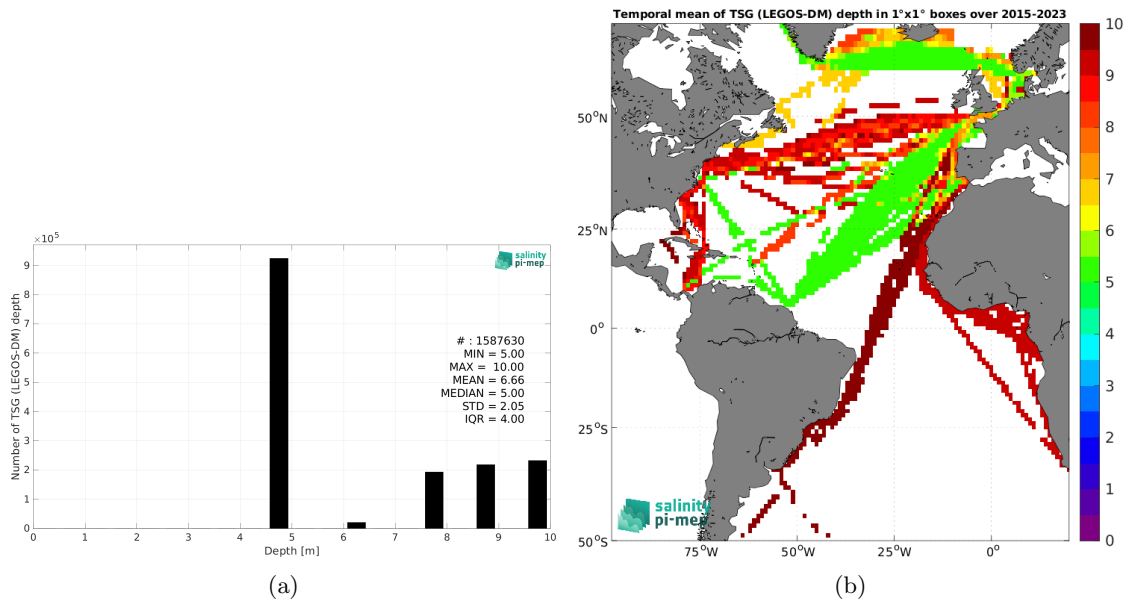 ×10⁵
9
8
7
6
5
4
3
2
1
0
Number of TSG (LEGOS-DM) depth
salinity
pi-mep
# : 1587630
MIN = 5.00
MAX = 10.00
MEAN = 6.66
MEDIAN = 5.00
STD = 2.05
IQR = 4.00
0 1 2 3 4 5 6 7 8 9 10
Depth [m]
(a)
Temporal mean of TSG (LEGOS-DM) depth in 1°x1° boxes over 2015-2023
50°N
25°N
0°
25°S
50°S
75°W 50°W 25°W 0°
salinity
pi-mep
10
9
8
7
6
5
4
3
2
1
0
(b)